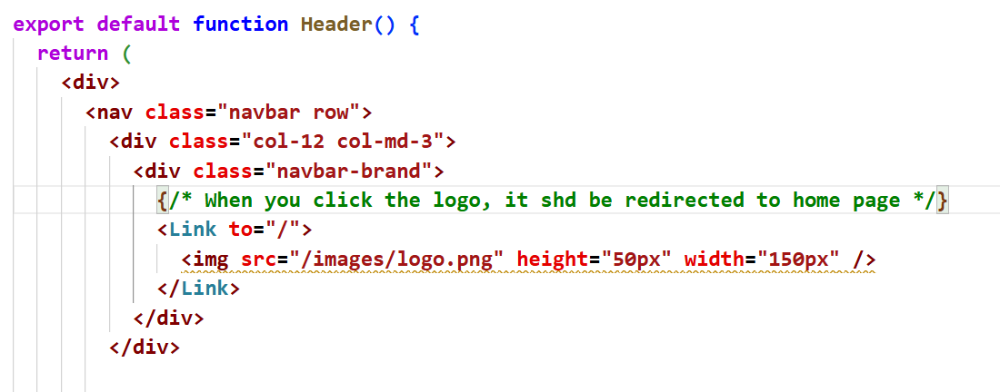 export default function Header() {
return (
<div>
<nav class="navbar row">
<div class="col-12 col-md-3">
<div class="navbar-brand">
{/* When you click the logo, it shd be redirected to home page */}
<Link to="/">
<img src="/images/logo.png" height="50px" width="150px" />
</Link>
</div>
</div>